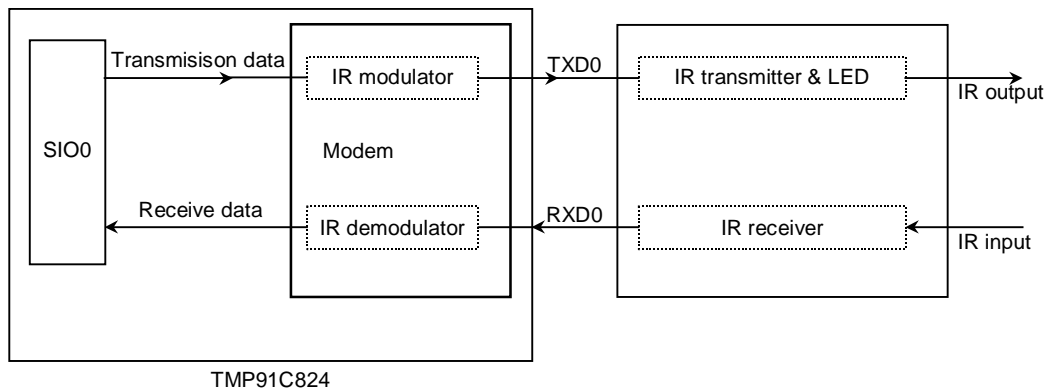 Transmisison data
IR modulator
TXD0
IR transmitter & LED
IR output
SIO0
Modem
Receive data
IR demodulator
RXD0
IR receiver
IR input
TMP91C824